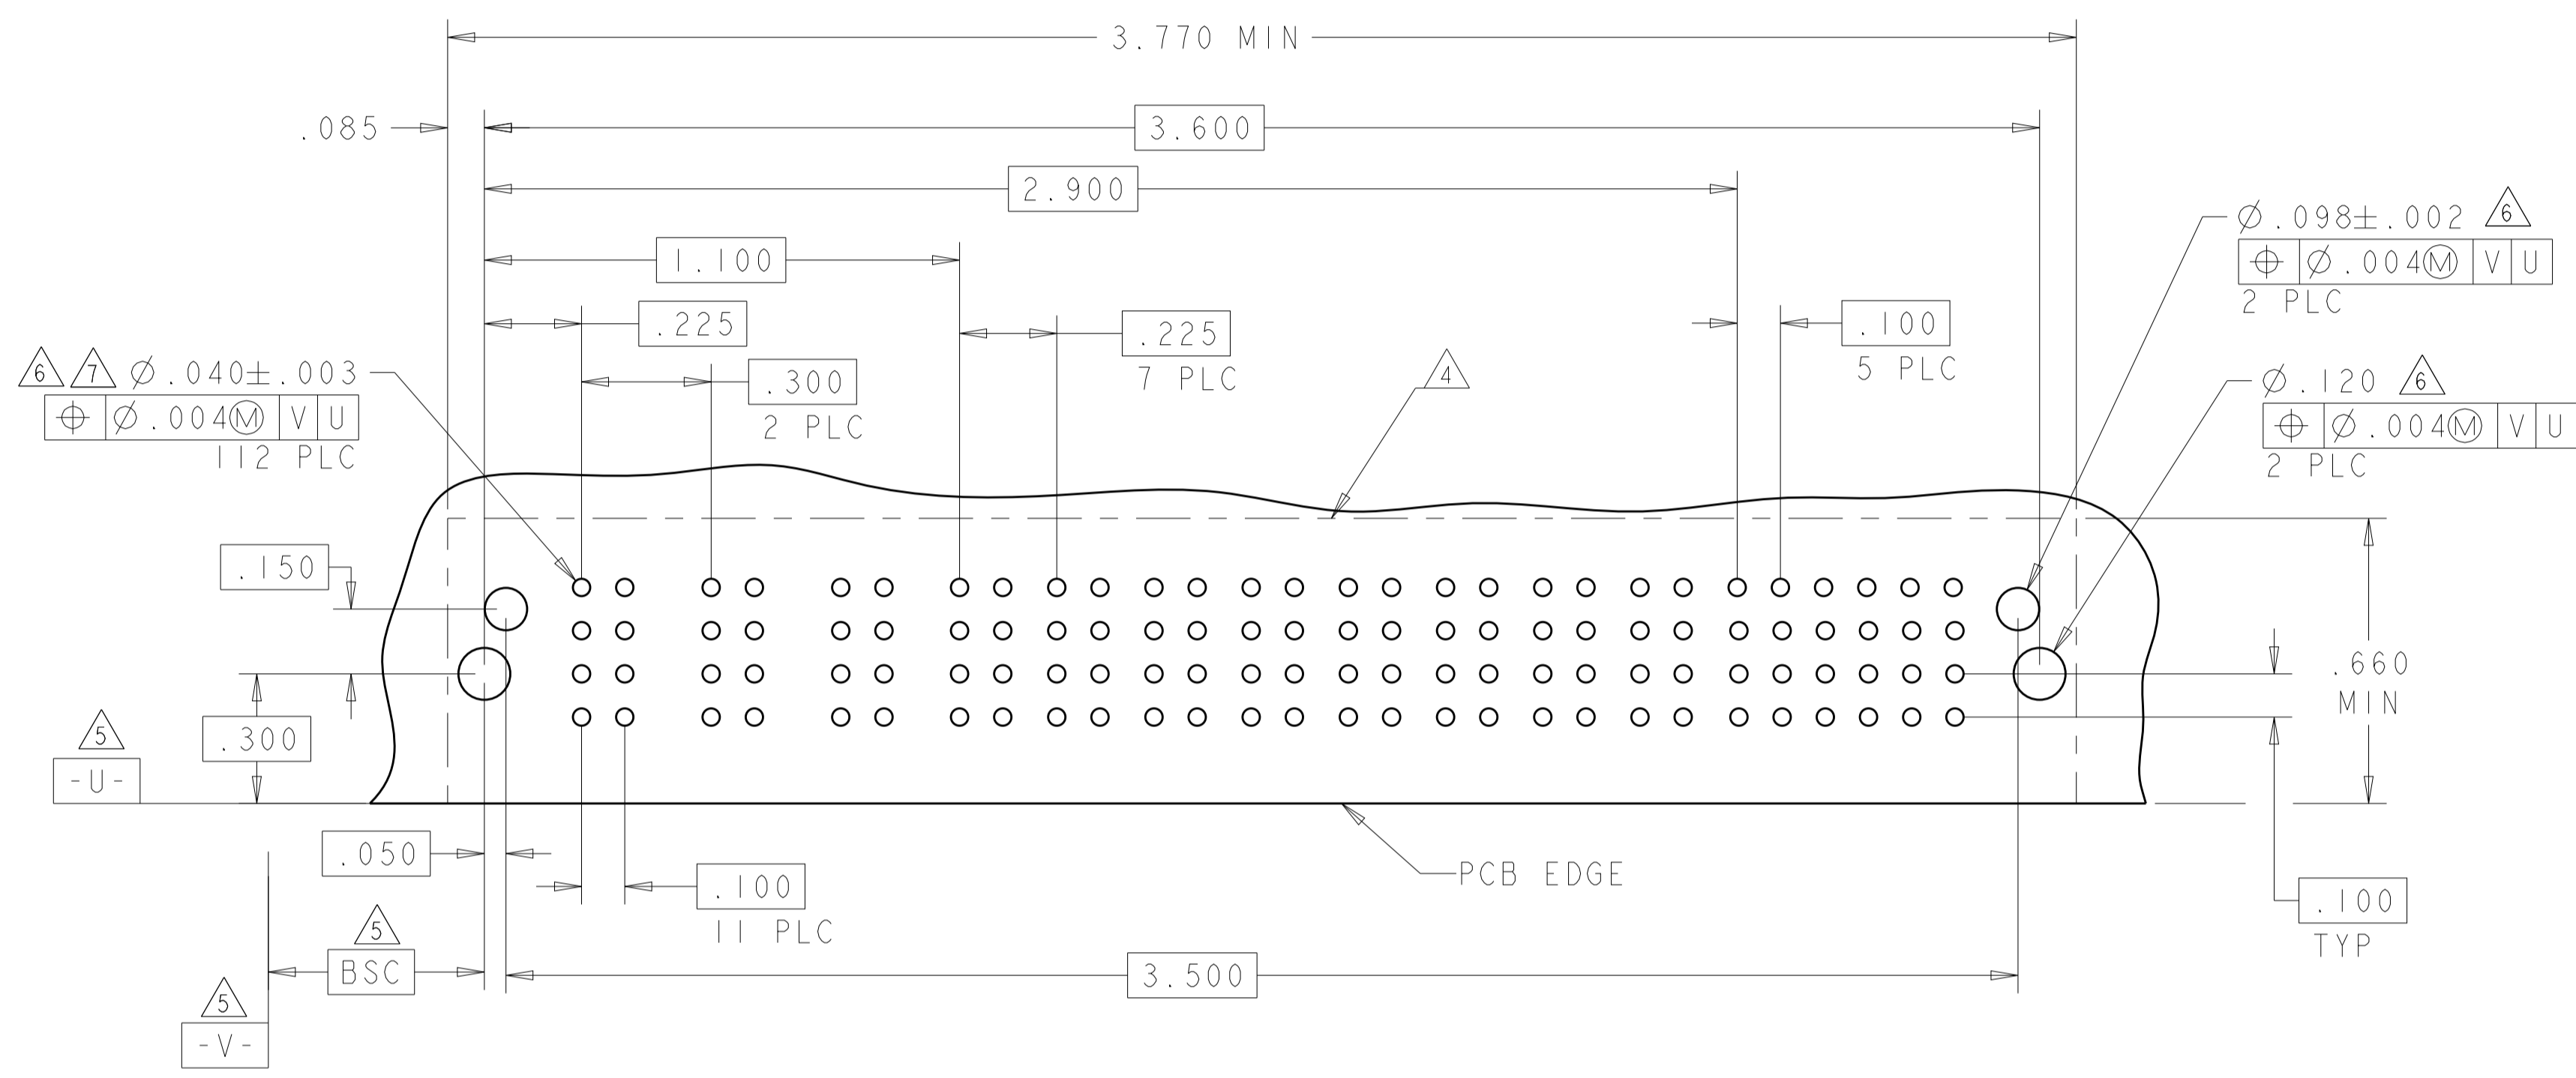 3.770 MIN
.085
3.600
2.900
Ø.098±.002 6
⌖ Ø.004Ⓜ V U
2 PLC
1.100
.225
.225
7 PLC
.100
5 PLC
6 7 Ø.040±.003
⌖ Ø.004Ⓜ V U
112 PLC
.300
2 PLC
4
Ø.120 6
⌖ Ø.004Ⓜ V U
2 PLC
.150
.660
MIN
5
-U-
.300
.050
.100
11 PLC
PCB EDGE
.100
TYP
5
BSC
3.500
5
-V-